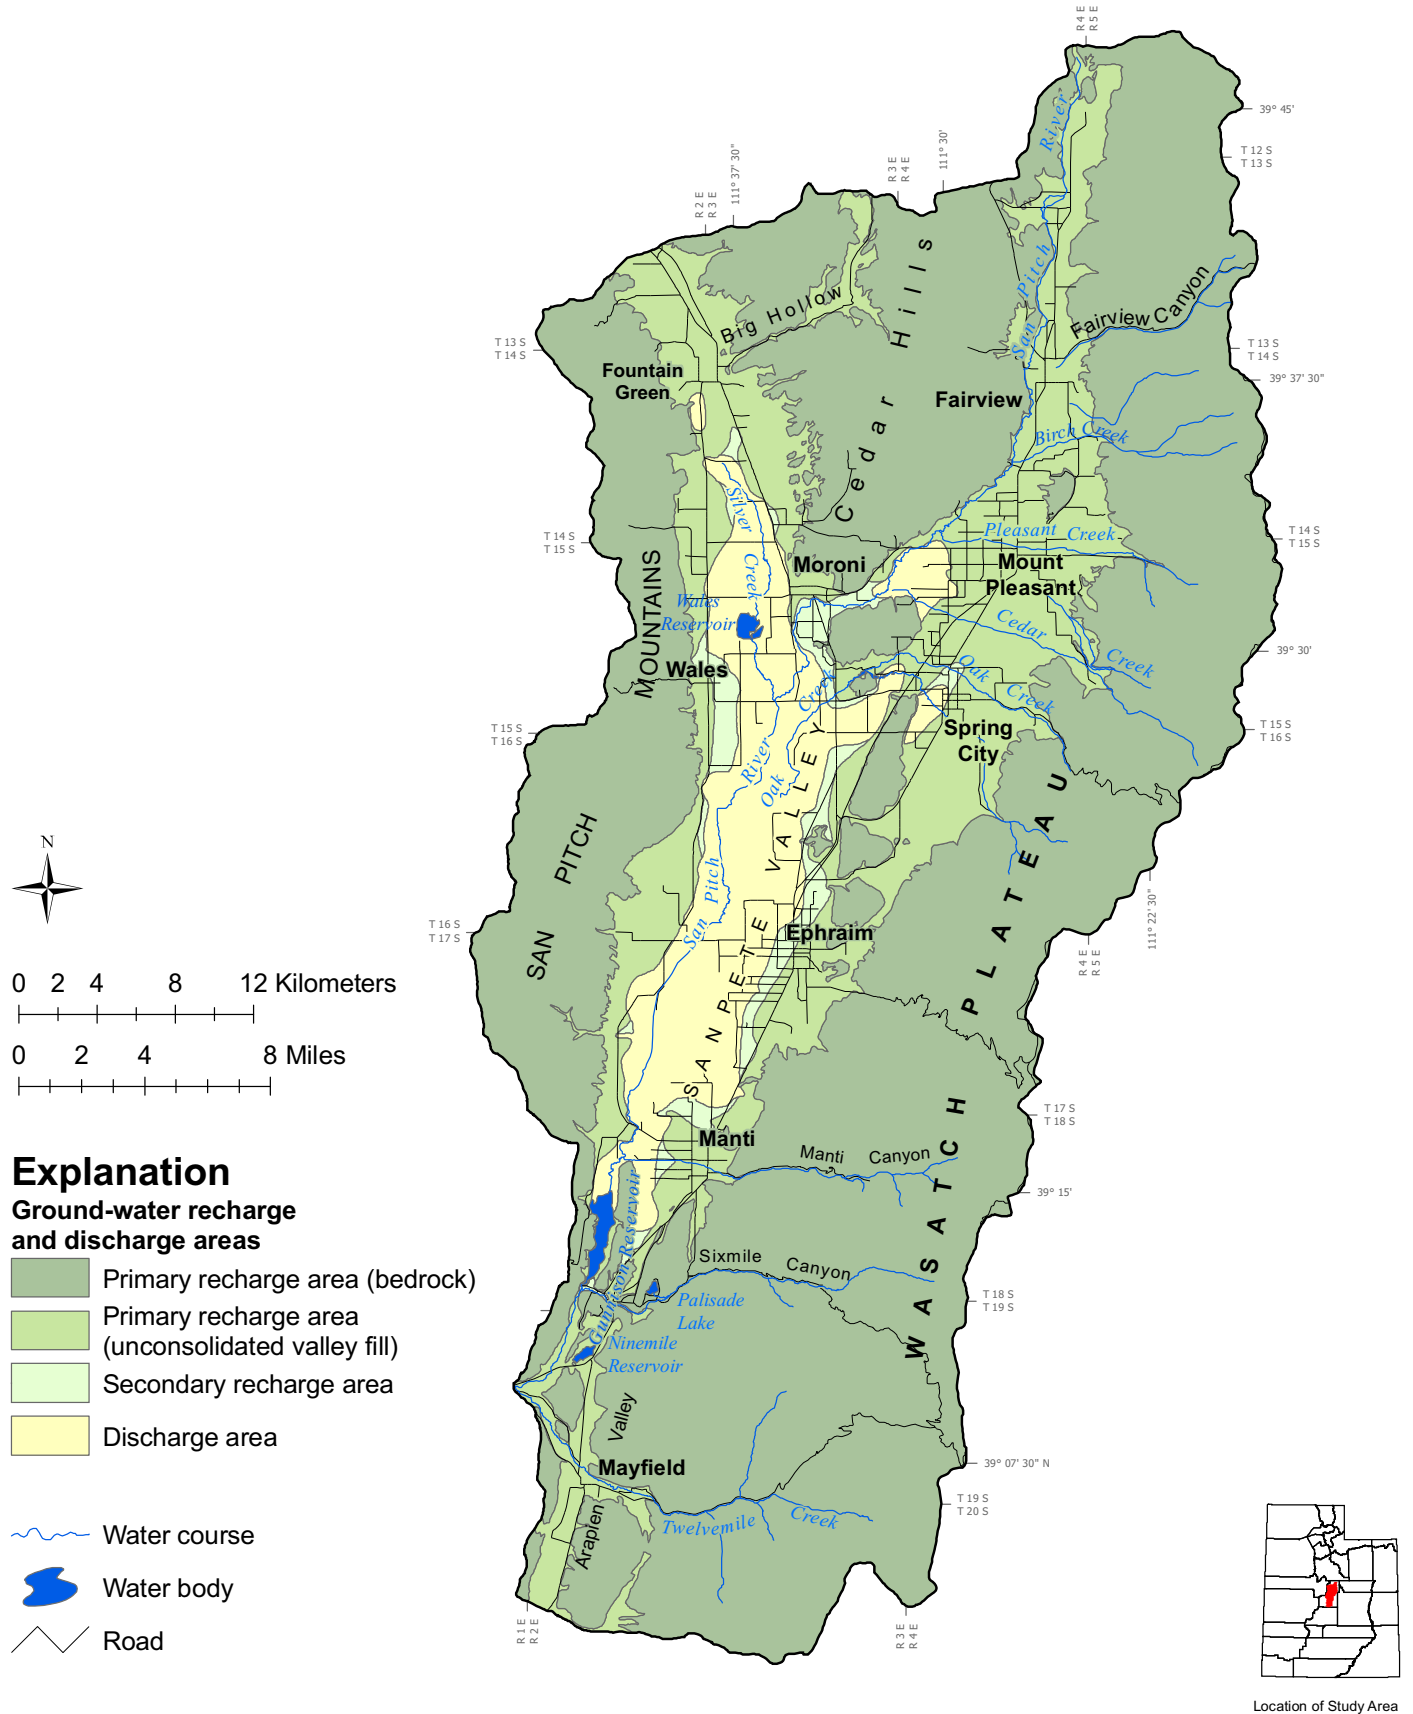 R 4 E
R 5 E
39° 45'
T 12 S
T 13 S
River
111° 30'
R 3 E
R 4 E
111° 37' 30"
R 2 E
R 3 E
San Pitch
Fairview Canyon
Big Hollow
Cedar Hills
T 13 S
T 14 S
T 13 S
T 14 S
39° 37' 30"
Fountain
Green
Fairview
Birch Creek
Silver
Creek
Pleasant Creek
T 14 S
T 15 S
T 14 S
T 15 S
Moroni
Mount
Pleasant
MOUNTAINS
Wales
Reservoir
Cedar
Creek
39° 30'
Wales
Oak
Creek
Creek
Oak
T 15 S
T 16 S
T 15 S
T 16 S
Spring
City
River
VALLEY
PLATEAU
PITCH
San Pitch
N
T 16 S
T 17 S
111° 22' 30"
SAN
SANPETE
Ephraim
R 4 E
R 5 E
0 2 4 8 12 Kilometers
0 2 4 8 Miles
T 17 S
T 18 S
Manti
Manti Canyon
WASATCH
39° 15'
Explanation
Ground-water recharge
and discharge areas
Primary recharge area (bedrock)
Primary recharge area
(unconsolidated valley fill)
Secondary recharge area
Discharge area
Gunnison Reservoir
Sixmile Canyon
Palisade
Lake
T 18 S
T 19 S
Ninemile
Reservoir
Valley
Mayfield
39° 07' 30" N
T 19 S
T 20 S
Twelvemile Creek
Arapien
Water course
Water body
Road
R 1 E
R 2 E
R 3 E
R 4 E
Location of Study Area